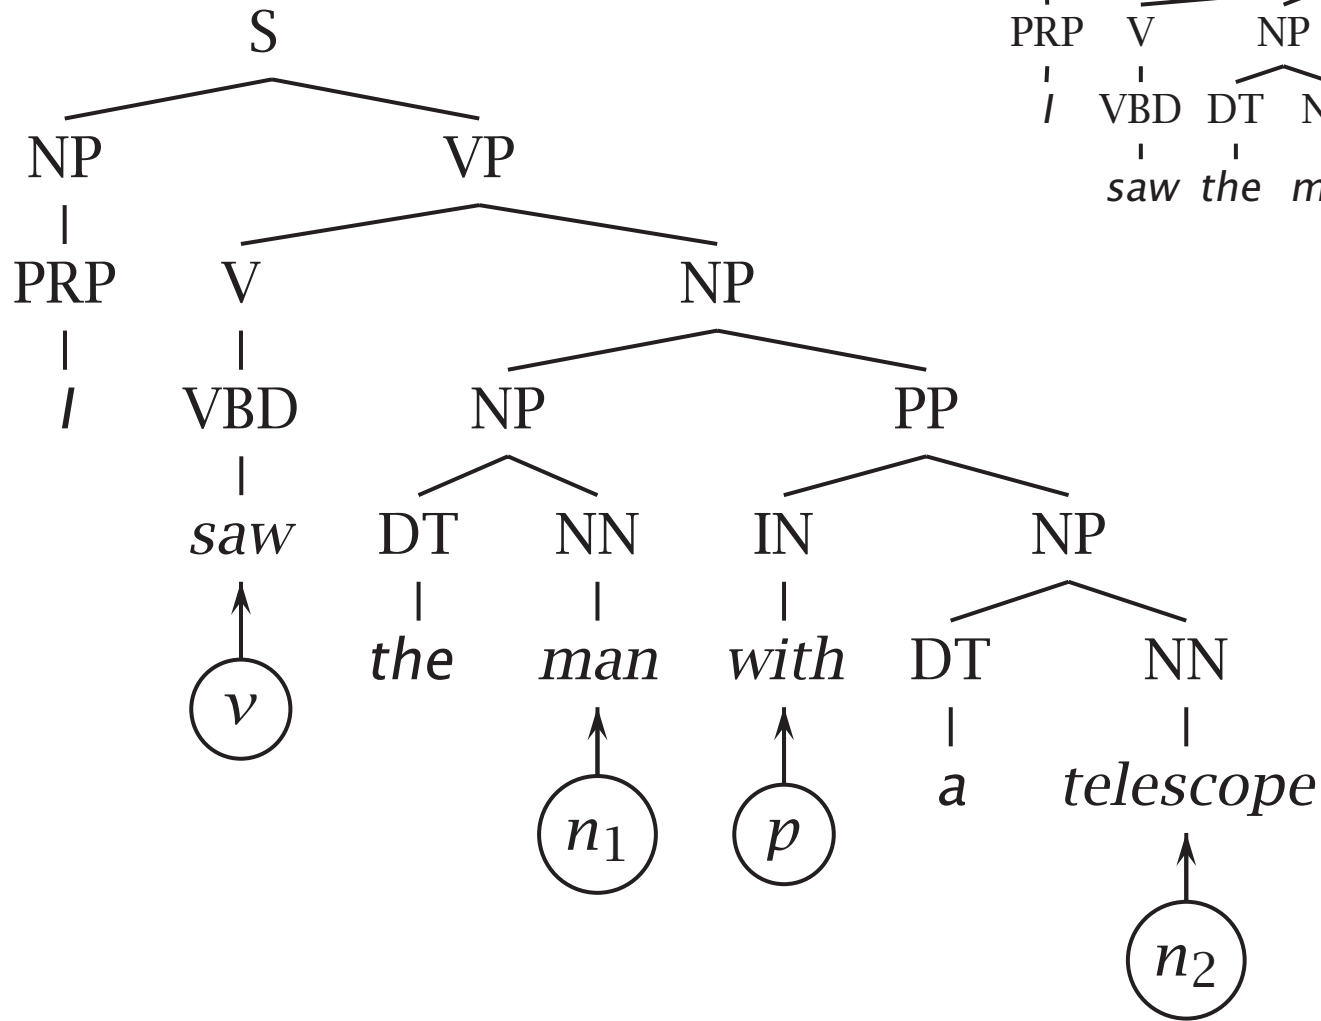 S
PRP V NP
NP VP
I VBD DT
saw the
PRP V NP
I VBD NP PP
saw DT NN IN NP
the man with DT NN
v
a telescope
n1 p
n2